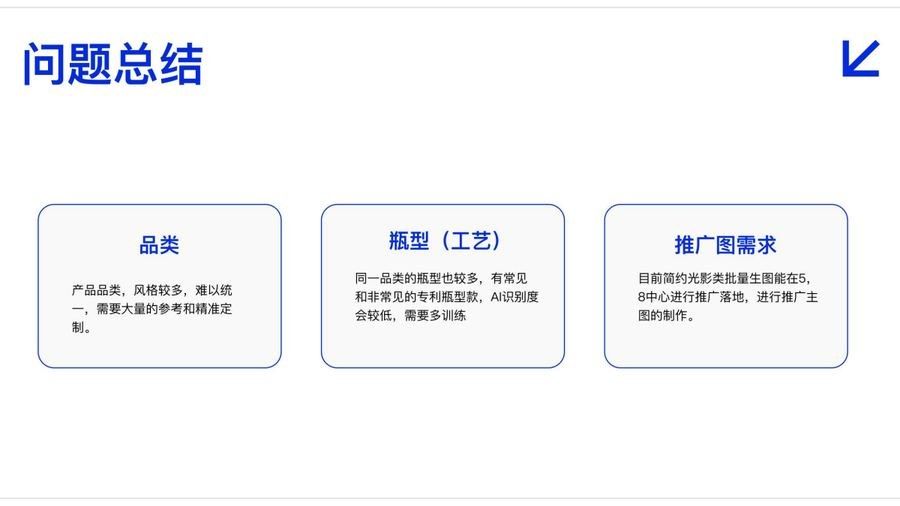 问题总结
品类
产品品类，风格较多，难以统
一，需要大量的参考和精准定
制。
瓶型（工艺）
同一品类的瓶型也较多，有常见
和非常见的专利瓶型款，AI识别度
会较低，需要多训练
推广图需求
目前简约光影类批量生图能在5，
8中心进行推广落地，进行推广主
图的制作。